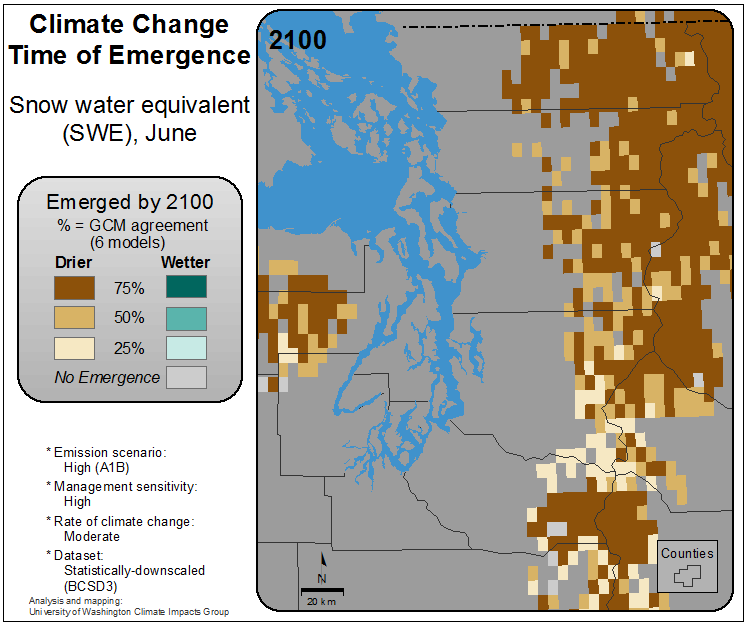 Climate Change
Time of Emergence
Snow water equivalent
(SWE), June
Emerged by 2100
% = GCM agreement
(6 models)
Drier Wetter
75%
50%
25%
No Emergence
* Emission scenario:
High (A1B)
* Management sensitivity:
High
* Rate of climate change:
Moderate
* Dataset:
Statistically-downscaled
(BCSD3)
Analysis and mapping:
University of Washington Climate Impacts Group
2100
N
20 km
Counties